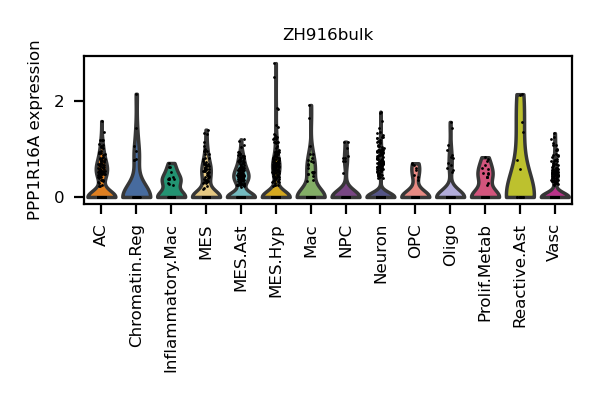 ZH916bulk
PPP1R16A expression
2
0
AC
Chromatin.Reg
Inflammatory.Mac
MES
MES.Ast
MES.Hyp
Mac
NPC
Neuron
OPC
Oligo
Prolif.Metab
Reactive.Ast
Vasc